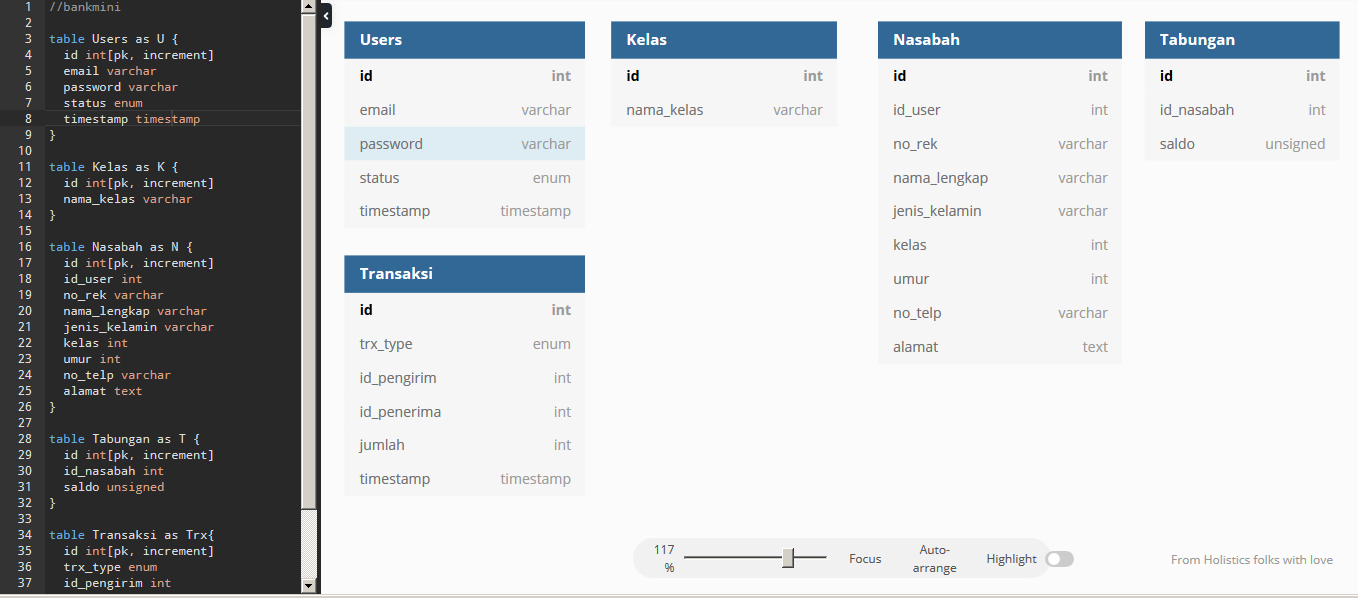 1 //bankmini
2
3 table Users as U {
4 id int[pk, increment]
5 email varchar
6 password varchar
7 status enum
8 timestamp timestamp
9 }
10
11 table Kelas as K {
12 id int[pk, increment]
13 nama_kelas varchar
14 }
15
16 table Nasabah as N {
17 id int[pk, increment]
18 id_user int
19 no_rek varchar
20 nama_lengkap varchar
21 jenis_kelamin varchar
22 kelas int
23 umur int
24 no_telp varchar
25 alamat text
26 }
27
28 table Tabungan as T {
29 id int[pk, increment]
30 id_nasabah int
31 saldo unsigned
32 }
33
34 table Transaksi as Trx{
35 id int[pk, increment]
36 trx_type enum
37 id_pengirim int
Users
id int
email varchar
password varchar
status enum
timestamp timestamp
Transaksi
id int
trx_type enum
id_pengirim int
id_penerima int
jumlah int
timestamp timestamp
Kelas
id int
nama_kelas varchar
Nasabah
id int
id_user int
no_rek varchar
nama_lengkap varchar
jenis_kelamin varchar
kelas int
umur int
no_telp varchar
alamat text
Tabungan
id int
id_nasabah int
saldo unsigned
117
%
Focus
Auto-
arrange
Highlight
From Holistics folks with love